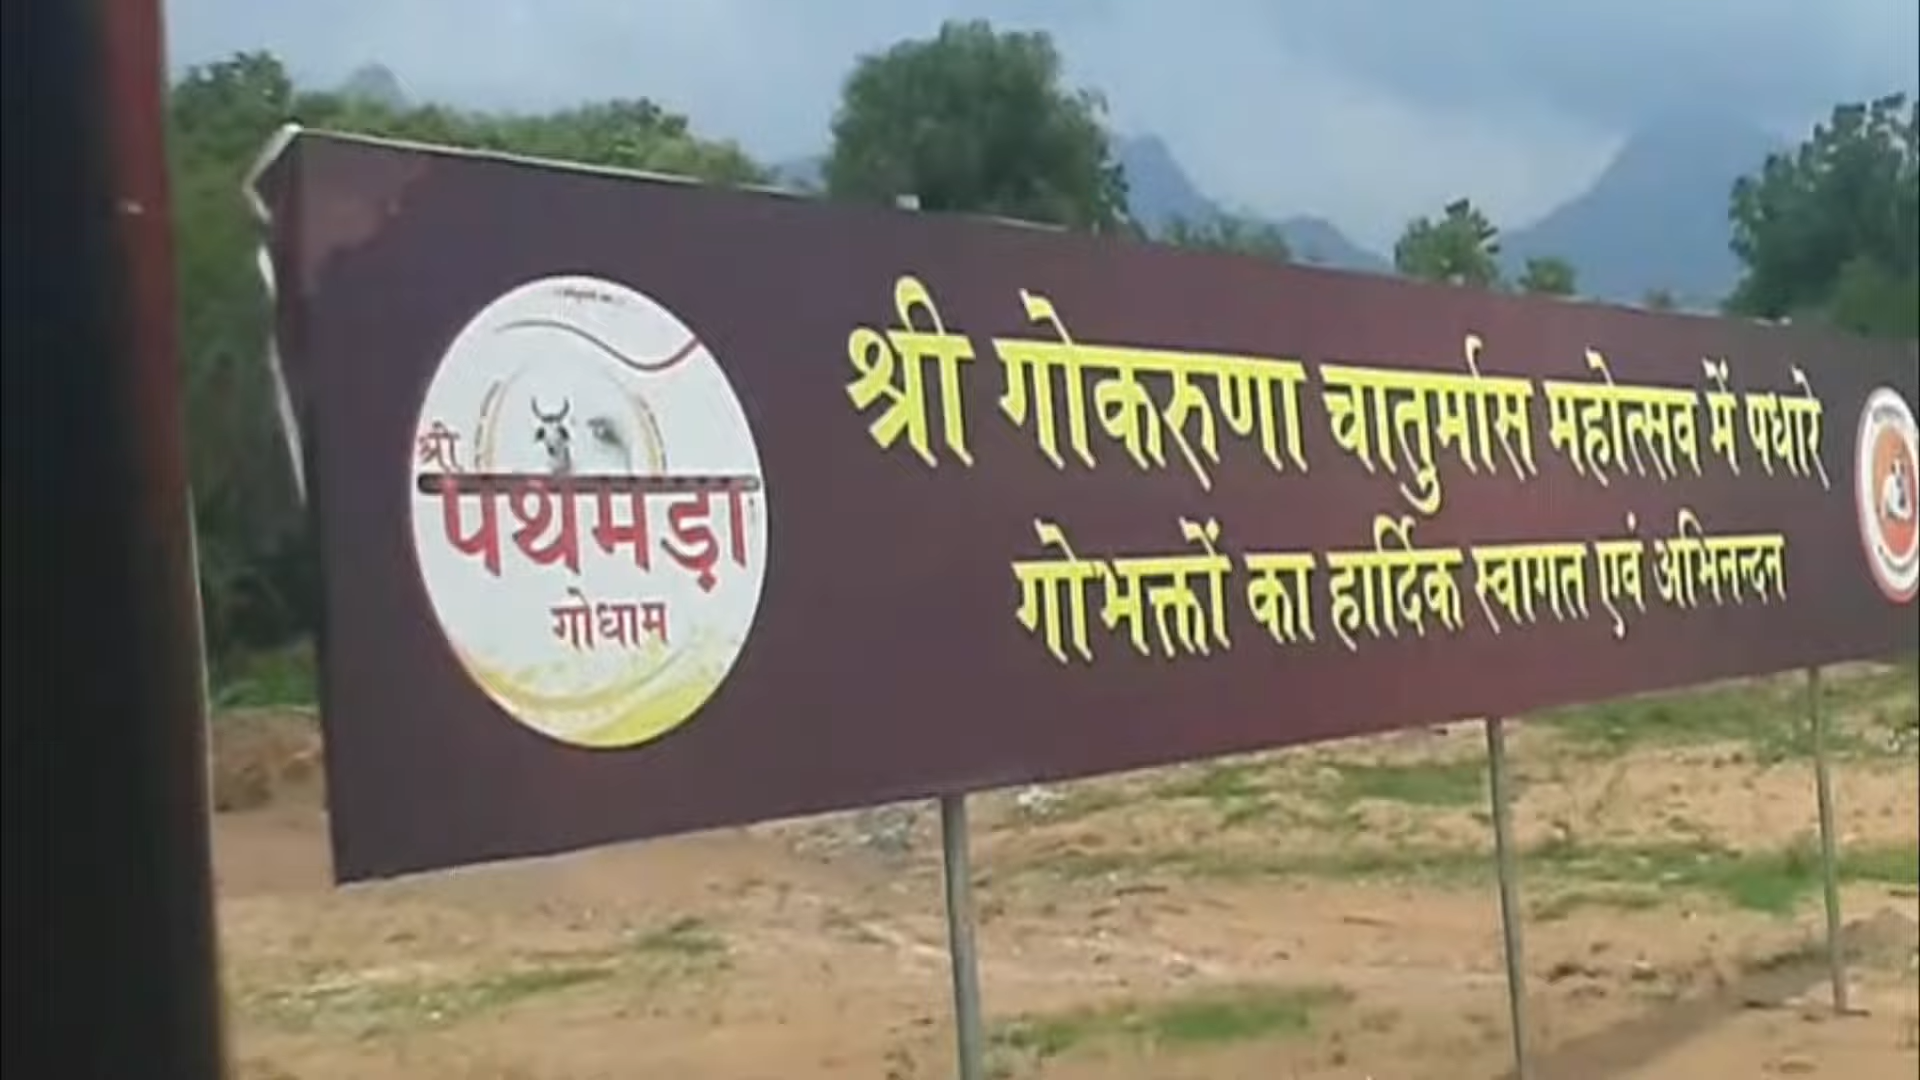 श्री
पथमेड़ा
गोधाम
श्री गोकरुणा चातुर्मास महोत्सव में पधारे
गोभक्तों का हार्दिक स्वागत एवं अभिनन्दन